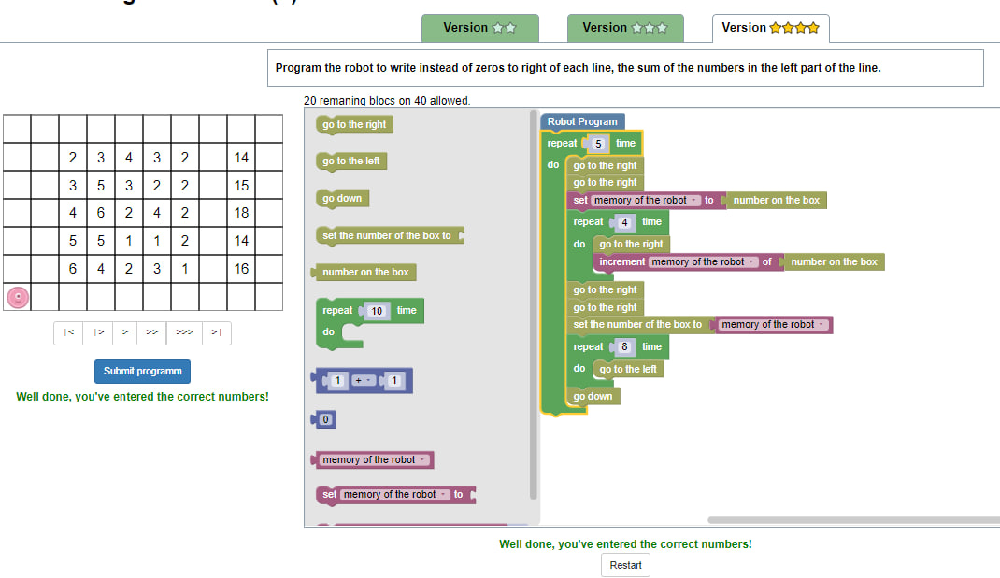 Version
Version
Version
Program the robot to write instead of zeros to right of each line, the sum of the numbers in the left part of the line.
20 remaning blocs on 40 allowed.
2 3 4 3 2 14
3 5 3 2 2 15
4 6 2 4 2 18
5 5 1 1 2 14
6 4 2 3 1 16
|< |> > >> >>> >|
Submit programm
Well done, you've entered the correct numbers!
go to the right
go to the left
go down
set the number of the box to
number on the box
repeat 10 time
do
1 + 1
0
memory of the robot
set memory of the robot to
Robot Program
repeat 5 time
do go to the right
go to the right
set memory of the robot to number on the box
repeat 4 time
do go to the right
increment memory of the robot of number on the box
go to the right
go to the right
set the number of the box to memory of the robot
repeat 8 time
do go to the left
go down
Well done, you've entered the correct numbers!
Restart